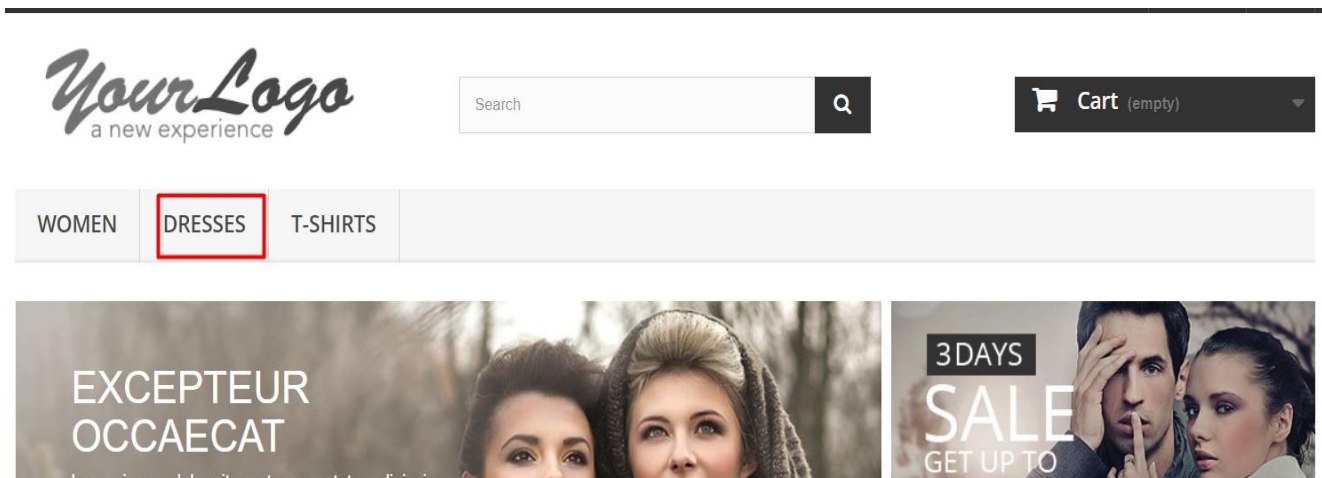 YourLogo
a new experience
Search
Cart (empty)
WOMEN DRESSES T-SHIRTS
EXCEPTEUR
OCCAECAT
3DAYS
SALE
GET UP TO